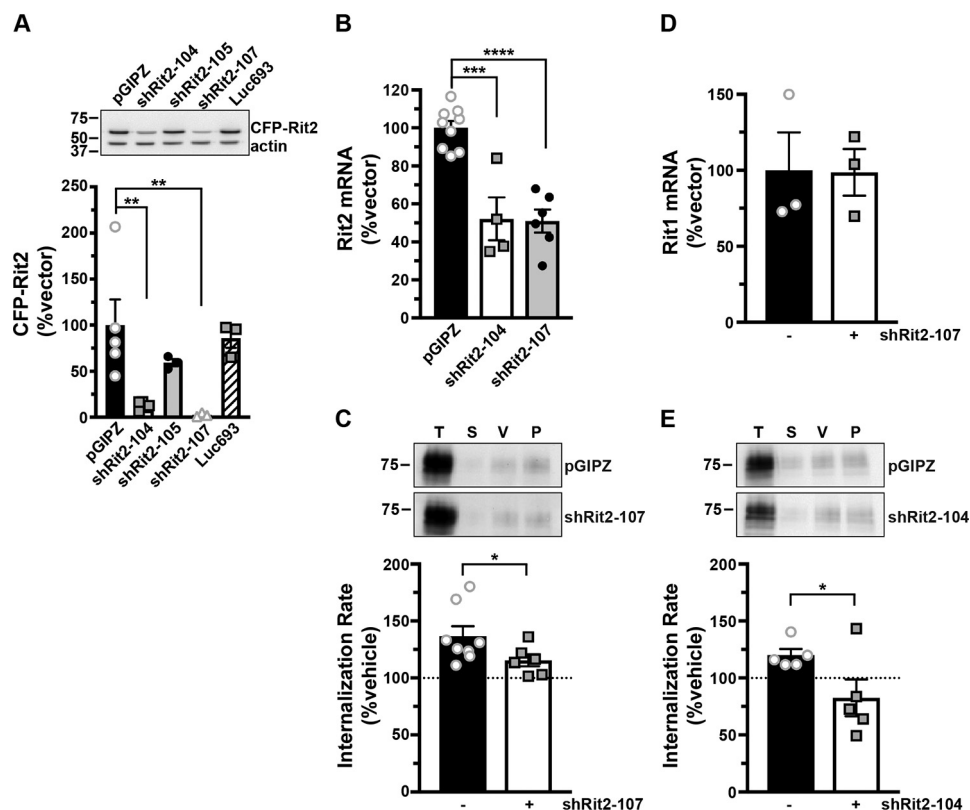 A
pGIPZ
shRit2-104
shRit2-105
shRit2-107
Luc693
75
50
37
CFP-Rit2
actin
CFP-Rit2
(%vector)
250
200
150
100
75
50
25
0
**
**
pGIPZ
shRit2-104
shRit2-105
shRit2-107
Luc693
B
Rit2 mRNA
(%vector)
120
100
80
60
40
20
0
***
****
pGIPZ
shRit2-104
shRit2-107
D
Rit1 mRNA
(%vector)
150
100
50
0
- + shRit2-107
C
T S V P
75 pGIPZ
75 shRit2-107
Internalization Rate
(%vehicle)
200
150
100
50
0
*
- + shRit2-107
E
T S V P
75 pGIPZ
75 shRit2-104
Internalization Rate
(%vehicle)
200
150
100
50
0
*
- + shRit2-104